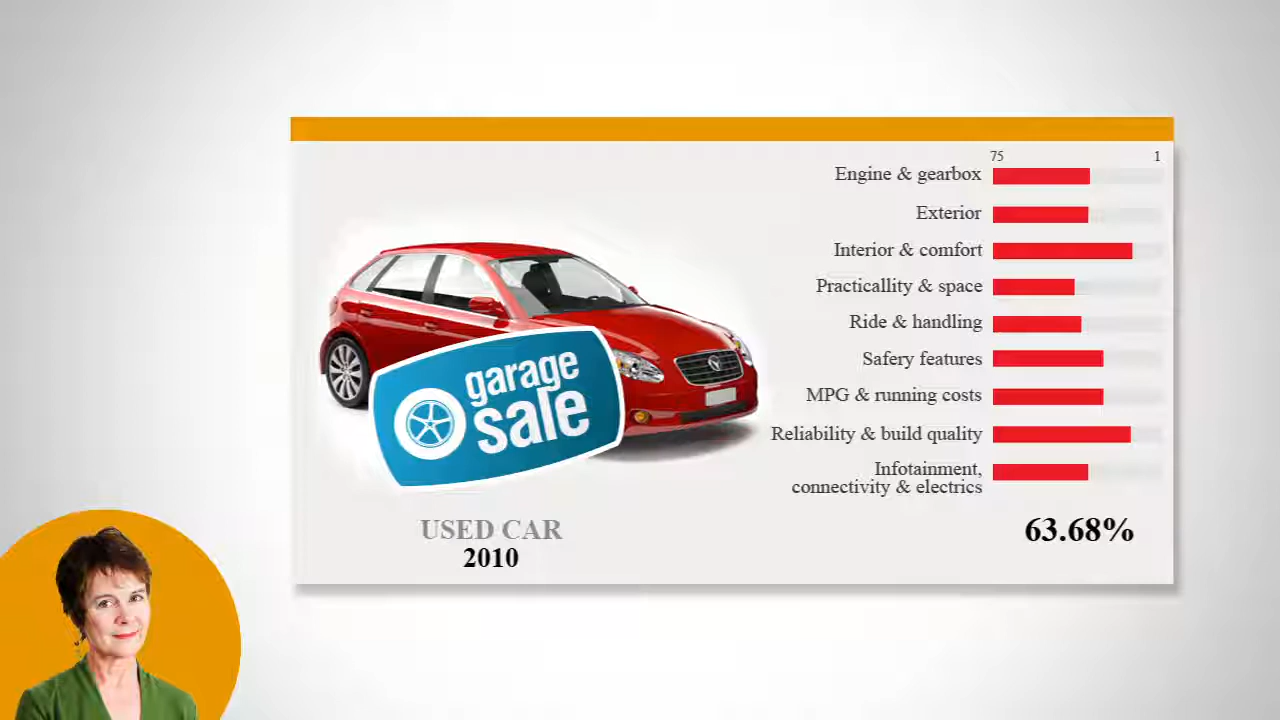 75 1
Engine & gearbox
Exterior
Interior & comfort
Practicallity & space
Ride & handling
Safery features
MPG & running costs
Reliability & build quality
Infotainment,
connectivity & electrics
garage
sale
USED CAR
2010
63.68%